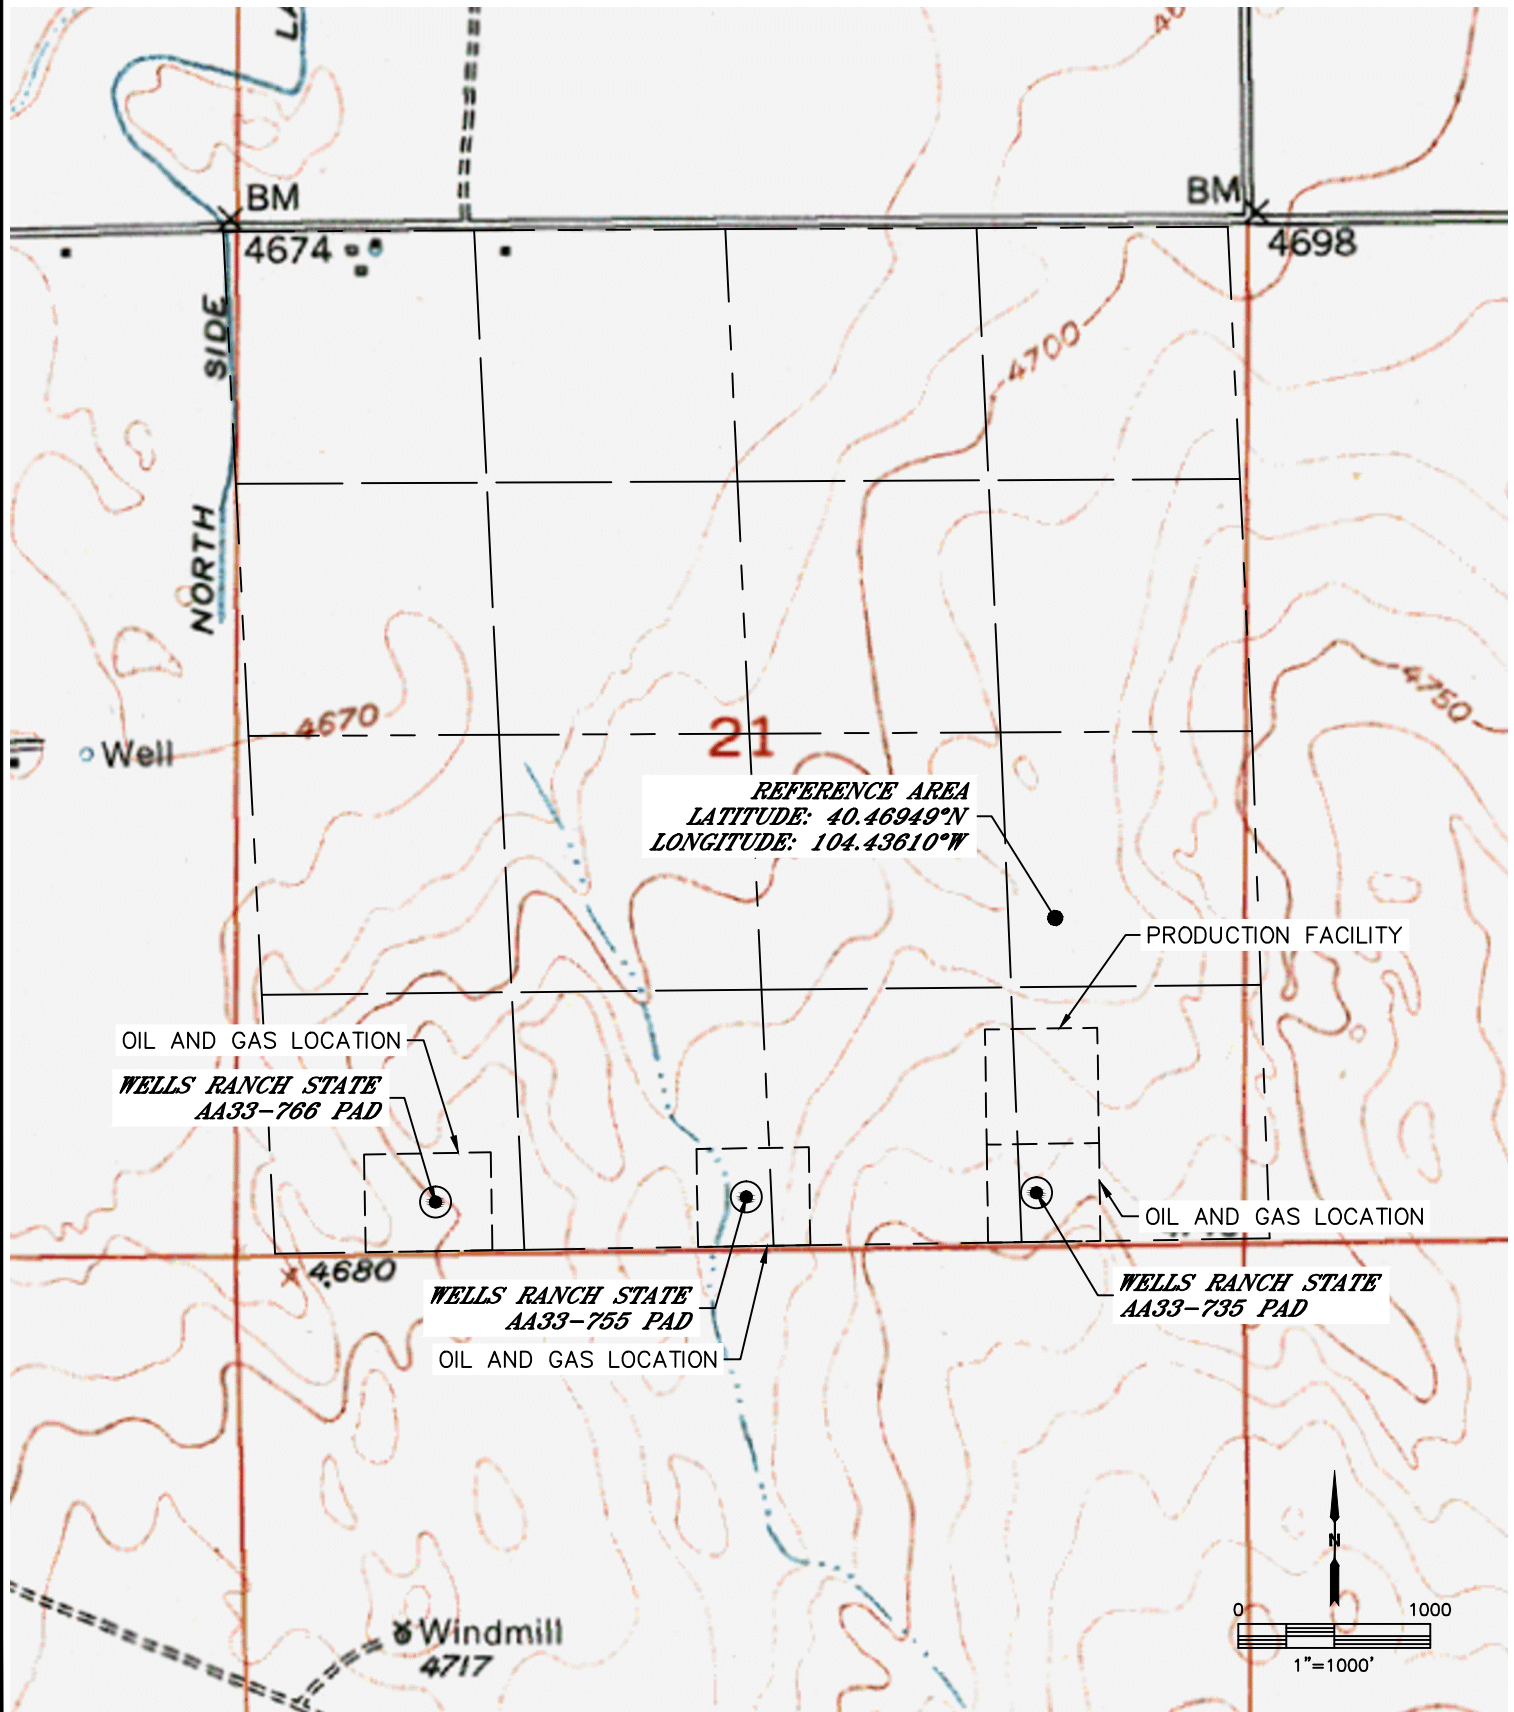 LA
40
BM
BM
4674
4698
SIDE
4700
NORTH
4750
4670
21
Well
REFERENCE AREA
LATITUDE: 40.46949°N
LONGITUDE: 104.43610°W
PRODUCTION FACILITY
OIL AND GAS LOCATION
WELLS RANCH STATE
AA33-766 PAD
OIL AND GAS LOCATION
4680
WELLS RANCH STATE
AA33-755 PAD
WELLS RANCH STATE
AA33-735 PAD
OIL AND GAS LOCATION
N
0 1000
1"=1000'
Windmill
4717